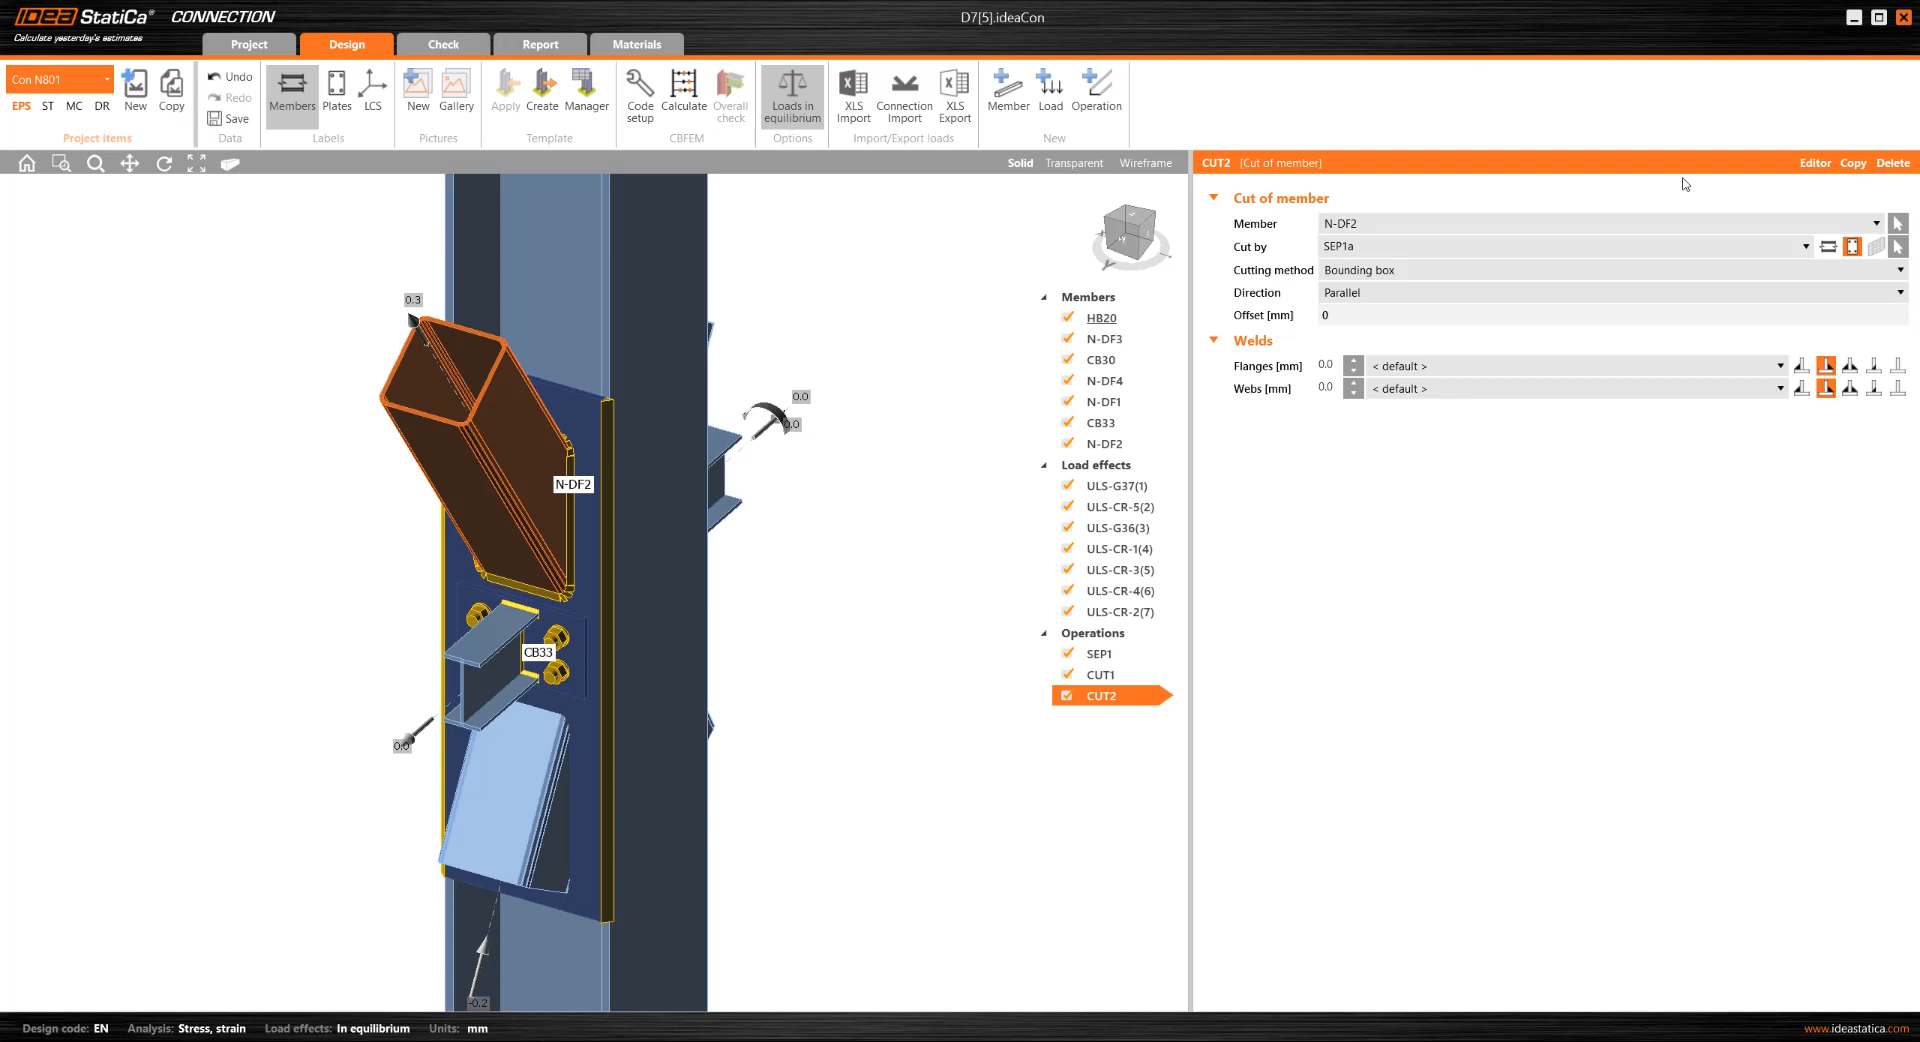 IDEA StatiCa® CONNECTION
Calculate yesterday's estimates
D7[5].ideaCon
Project Design Check Report Materials
Con N801
EPS ST MC DR
New
Copy
Project items
Undo
Redo
Save
Data
Members
Plates
LCS
Labels
New
Gallery
Pictures
Apply
Create
Manager
Template
Code setup
Calculate
Overall check
CBFEM
Loads in equilibrium
Options
XLS Import
Connection Import
XLS Export
Import/Export loads
Member
Load
Operation
New
Solid Transparent Wireframe
CUT2 [Cut of member]
Editor Copy Delete
Cut of member
Member N-DF2
Cut by SEP1a
Cutting method Bounding box
Direction Parallel
Offset [mm] 0
Welds
Flanges [mm] 0.0 < default >
Webs [mm] 0.0 < default >
0.3
0.0
0.0
N-DF2
CB33
0.0
-0.2
Members
HB20
N-DF3
CB30
N-DF4
N-DF1
CB33
N-DF2
Load effects
ULS-G37(1)
ULS-CR-5(2)
ULS-G36(3)
ULS-CR-1(4)
ULS-CR-3(5)
ULS-CR-4(6)
ULS-CR-2(7)
Operations
SEP1
CUT1
CUT2
Design code: EN Analysis: Stress, strain Load effects: In equilibrium Units: mm
www.ideastatica.com